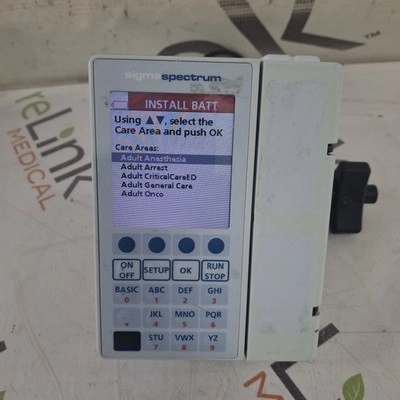 sigmaspectrum
INSTALL BATT
Using ▲▼, select the
Care Area and push OK
Care Areas:
Adult Anesthesia
Adult Arrest
Adult CriticalCareED
Adult General Care
Adult Onco
ON
OFF
SETUP
OK
RUN
STOP
BASIC
0
ABC
1
DEF
2
GHI
3
.
JKL
4
MNO
5
PQR
6
STU
7
VWX
8
YZ
9
reLink
MEDICAL
reLink